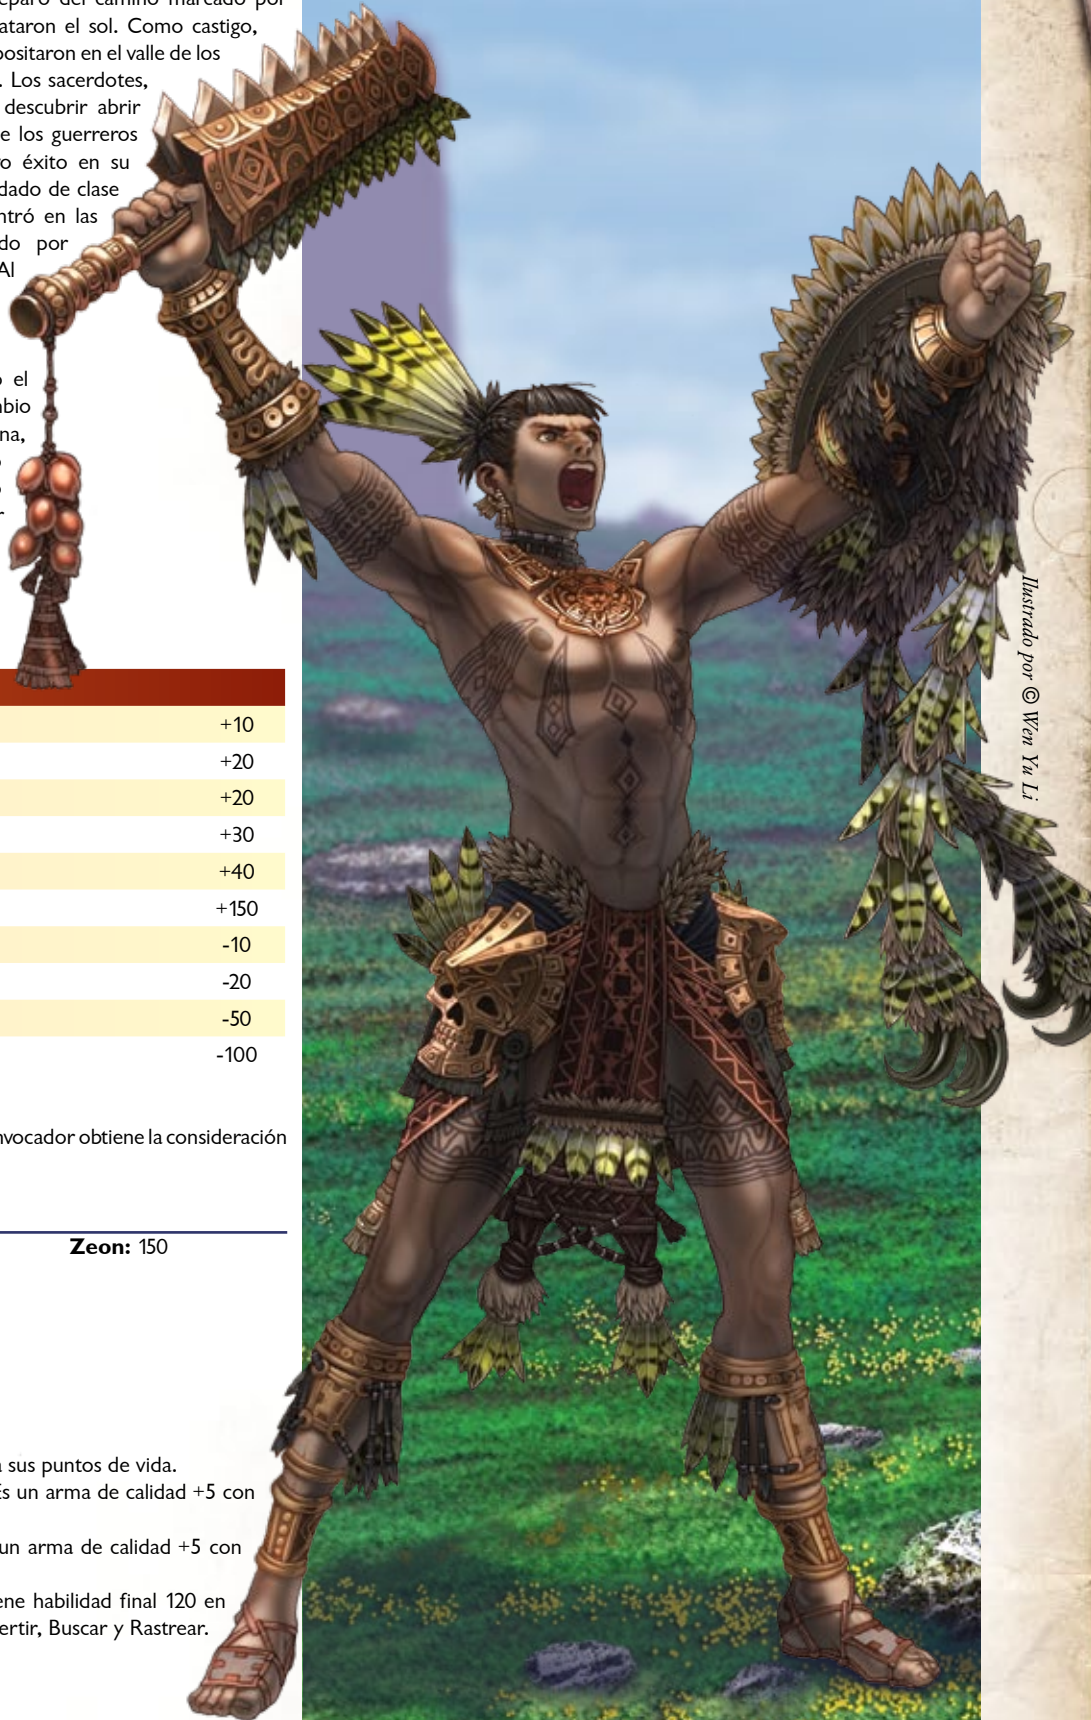 del camino marcado por
ataron el sol. Como castigo,
positaron en el valle de los
. Los sacerdotes,
descubrir abrir
e los guerreros
o éxito en su
dado de clase
ntró en las
do por
Al
o el
nbio
na,
+10
+20
+20
+30
+40
+150
-10
-20
-50
-100
nvocador obtiene la consideración
Zeon: 150
a sus puntos de vida.
És un arma de calidad +5 con
un arma de calidad +5 con
ene habilidad final 120 en
ertir, Buscar y Rastrear.
Ilustrado por © Wen Yu Li